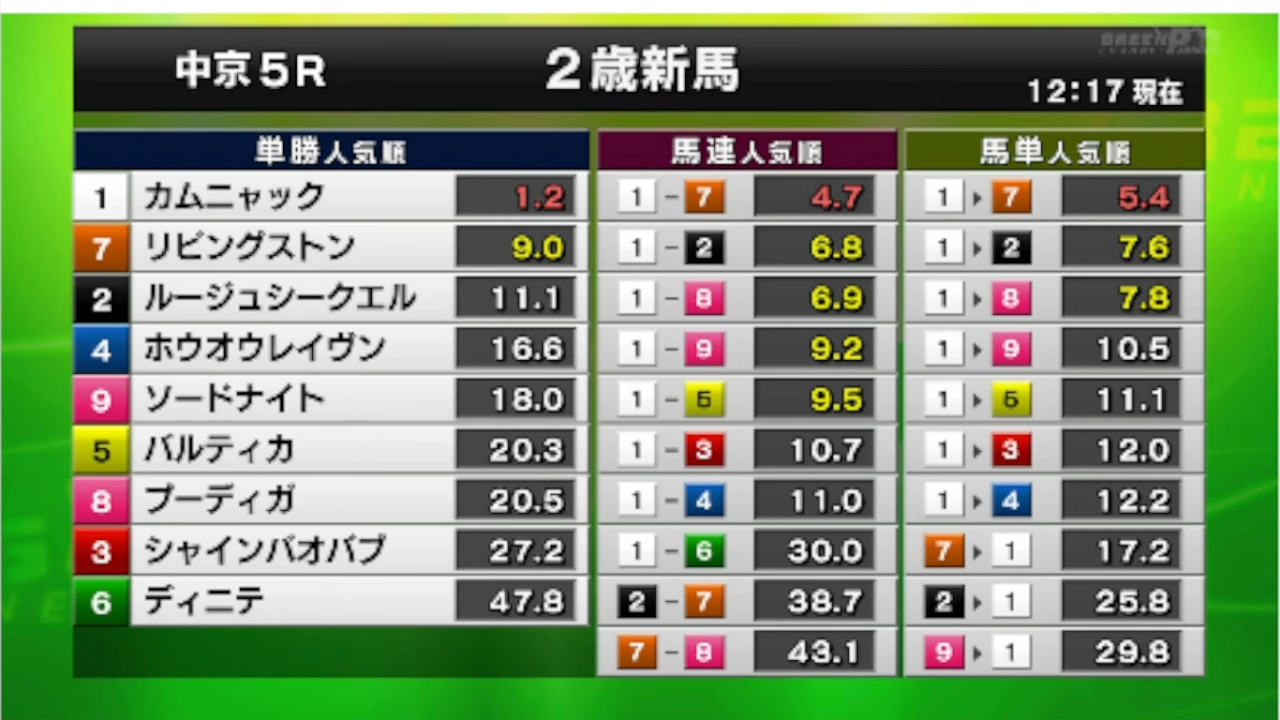 中京5R 2歳新馬 12:17現在
単勝人気順 馬連人気順 馬単人気順
1 カムニャック 1.2 1-7 4.7 1▸7 5.4
7 リビングストン 9.0 1-2 6.8 1▸2 7.6
2 ルージュシークエル 11.1 1-8 6.9 1▸8 7.8
4 ホウオウレイヴン 16.6 1-9 9.2 1▸9 10.5
9 ソードナイト 18.0 1-5 9.5 1▸5 11.1
5 バルティカ 20.3 1-3 10.7 1▸3 12.0
8 プーディガ 20.5 1-4 11.0 1▸4 12.2
3 シャインバオバブ 27.2 1-6 30.0 7▸1 17.2
6 ディニテ 47.8 2-7 38.7 2▸1 25.8
7-8 43.1 9▸1 29.8